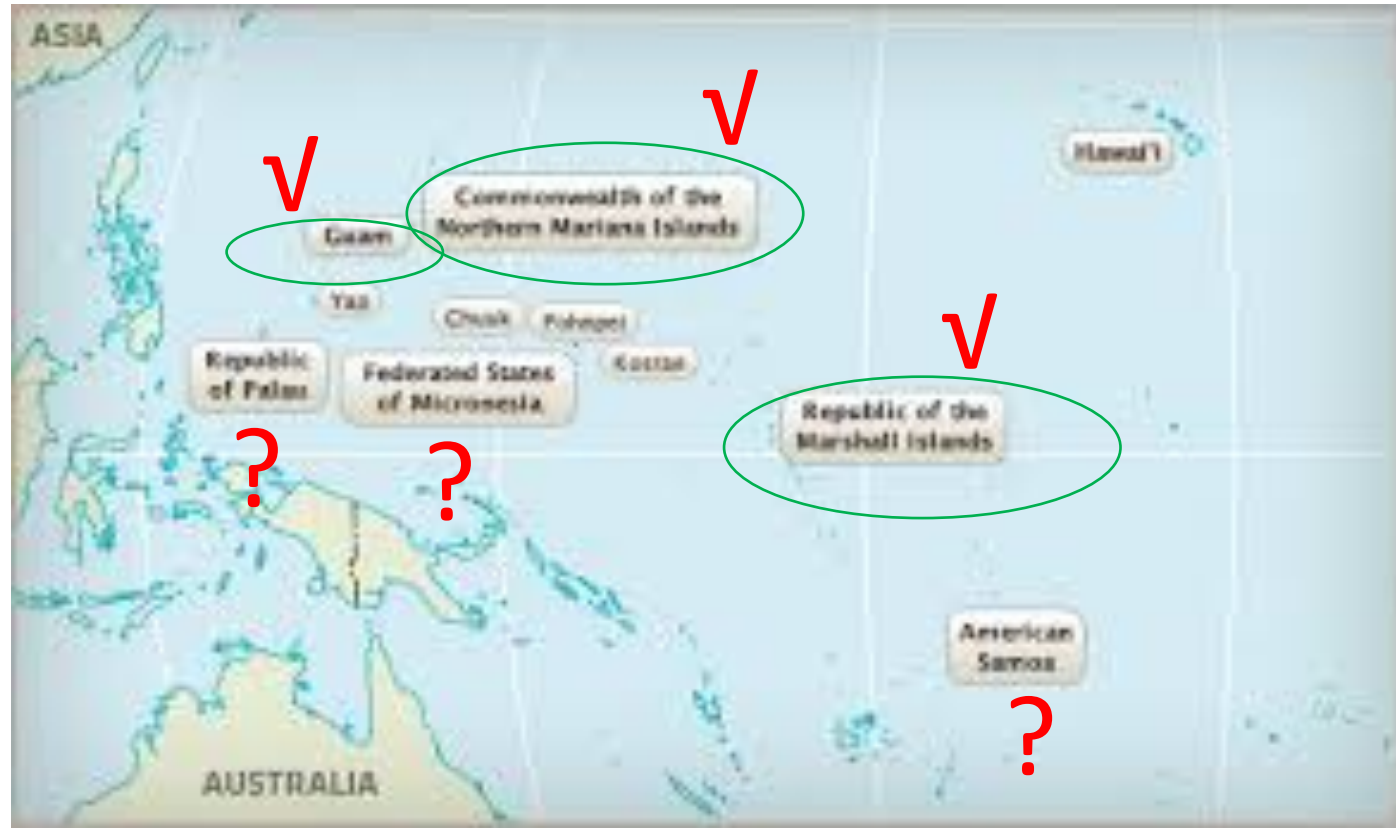 ASIA
√
√
Hawai'i
Commonwealth of the
Northern Mariana Islands
Guam
Yap
Chuuk
Pohnpei
√
Republic
of Palau
Federated States
of Micronesia
Kosrae
Republic of the
Marshall Islands
?
?
American
Samoa
?
AUSTRALIA